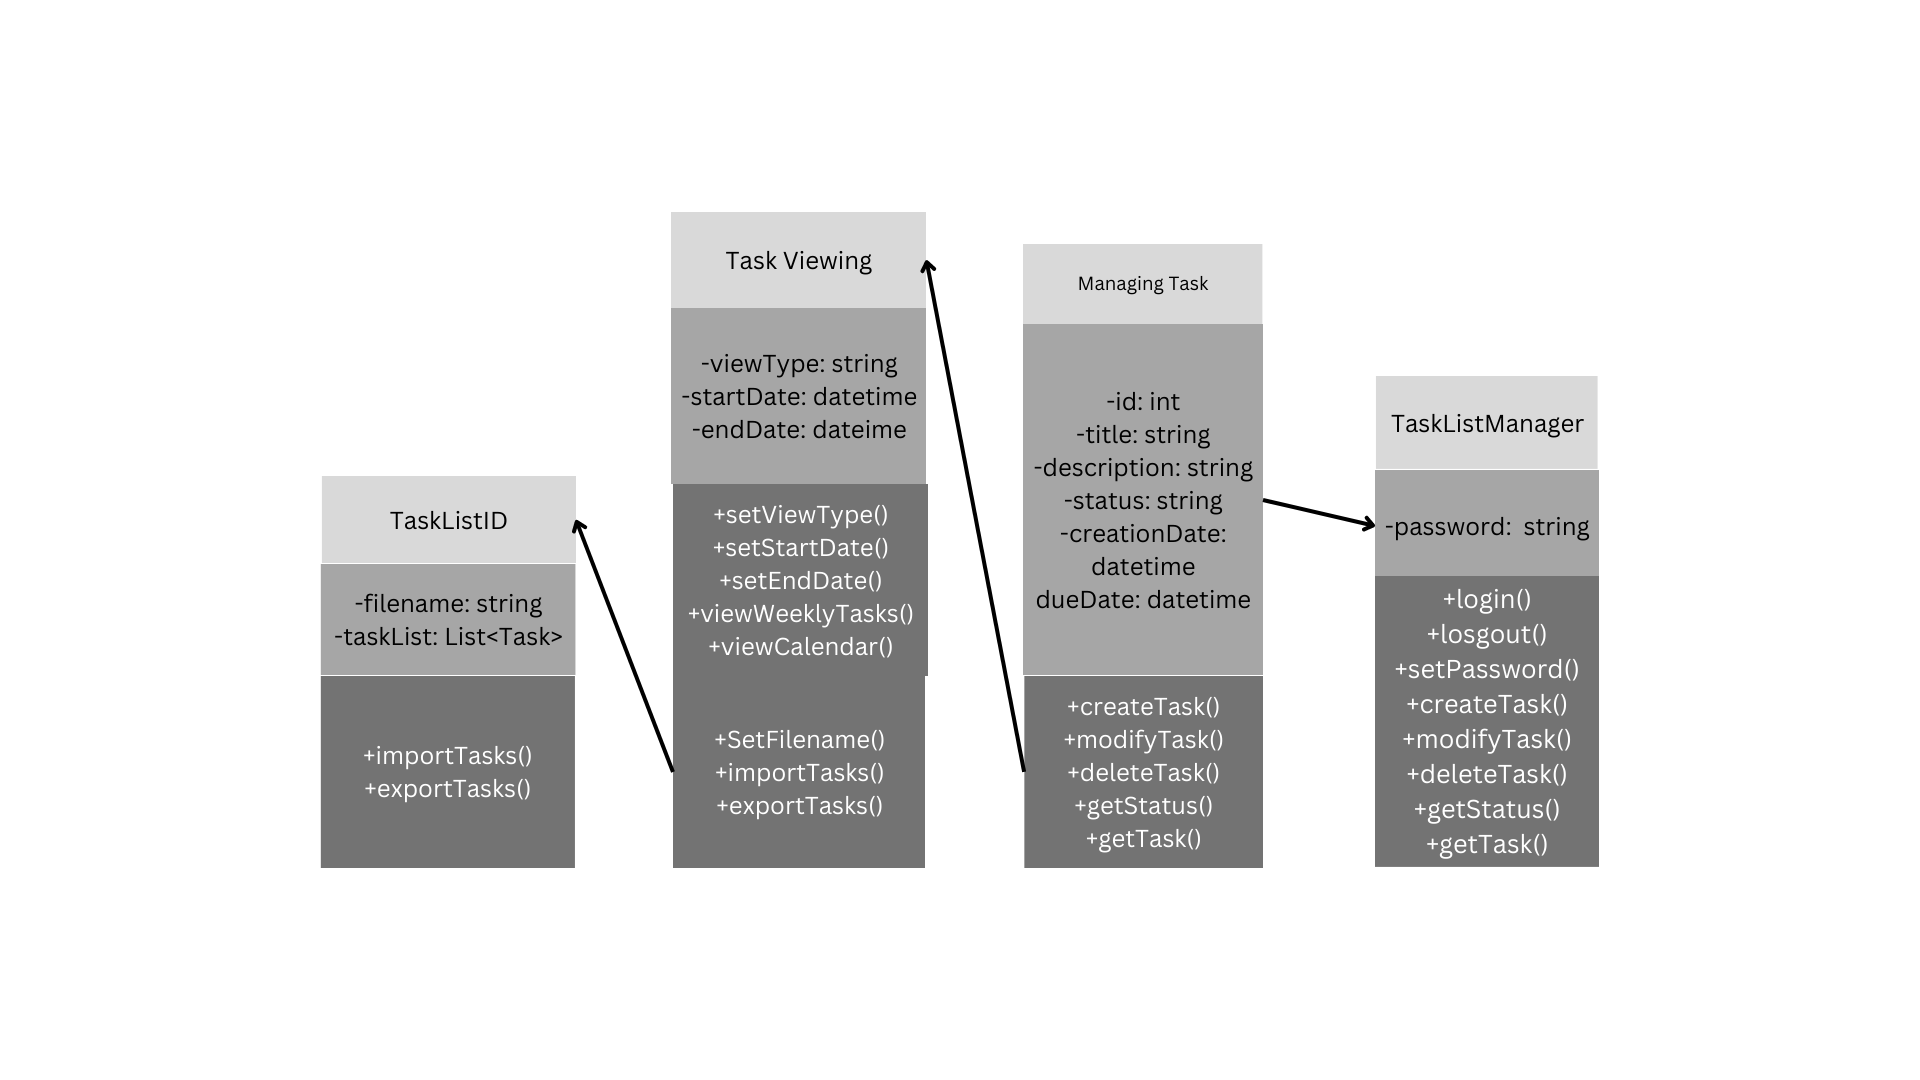 TaskListID
-filename: string
-taskList: List<Task>
+importTasks()
+exportTasks()
Task Viewing
-viewType: string
-startDate: datetime
-endDate: dateime
+setViewType()
+setStartDate()
+setEndDate()
+viewWeeklyTasks()
+viewCalendar()
+SetFilename()
+importTasks()
+exportTasks()
Managing Task
-id: int
-title: string
-description: string
-status: string
-creationDate:
datetime
dueDate: datetime
+createTask()
+modifyTask()
+deleteTask()
+getStatus()
+getTask()
TaskListManager
-password:  string
+login()
+losgout()
+setPassword()
+createTask()
+modifyTask()
+deleteTask()
+getStatus()
+getTask()